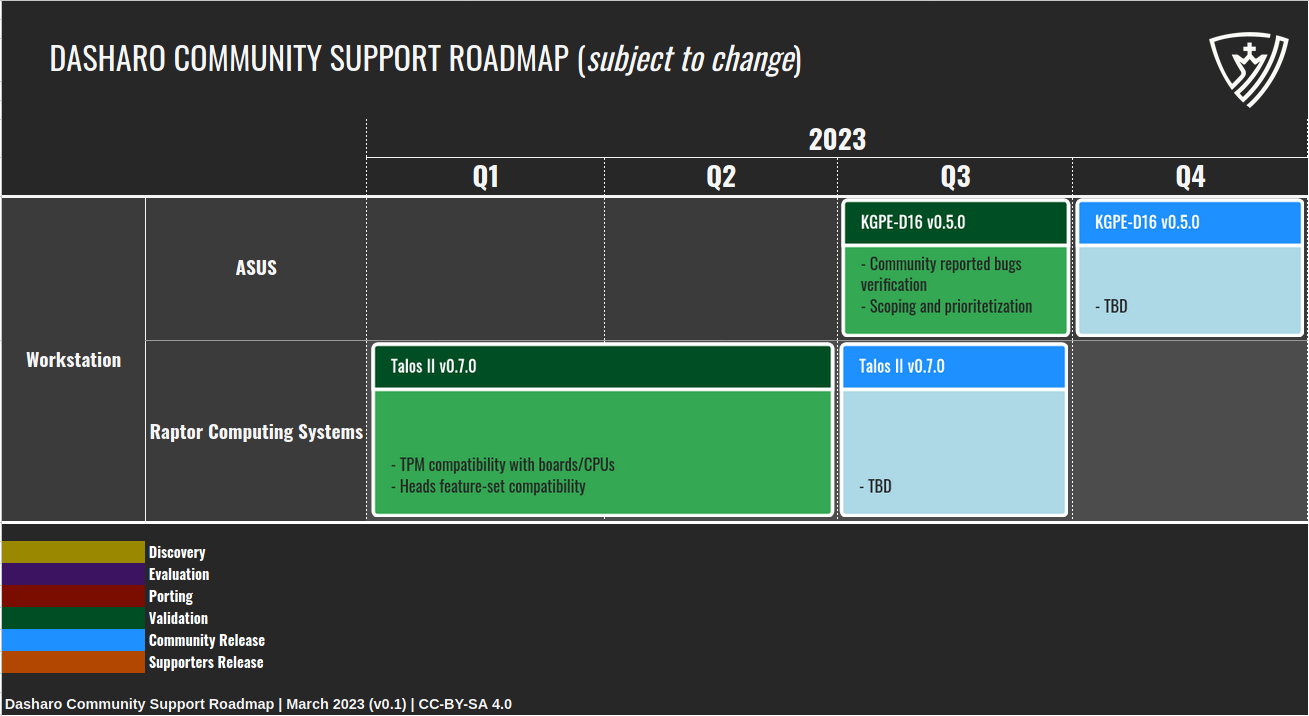 DASHARO COMMUNITY SUPPORT ROADMAP (subject to change)
2023
Q1
Q2
Q3
Q4
Workstation
ASUS
KGPE-D16 v0.5.0
- Community reported bugs
verification
- Scoping and prioritetization
KGPE-D16 v0.5.0
- TBD
Raptor Computing Systems
Talos II v0.7.0
- TPM compatibility with boards/CPUs
- Heads feature-set compatibility
Talos II v0.7.0
- TBD
Discovery
Evaluation
Porting
Validation
Community Release
Supporters Release
Dasharo Community Support Roadmap | March 2023 (v0.1) | CC-BY-SA 4.0